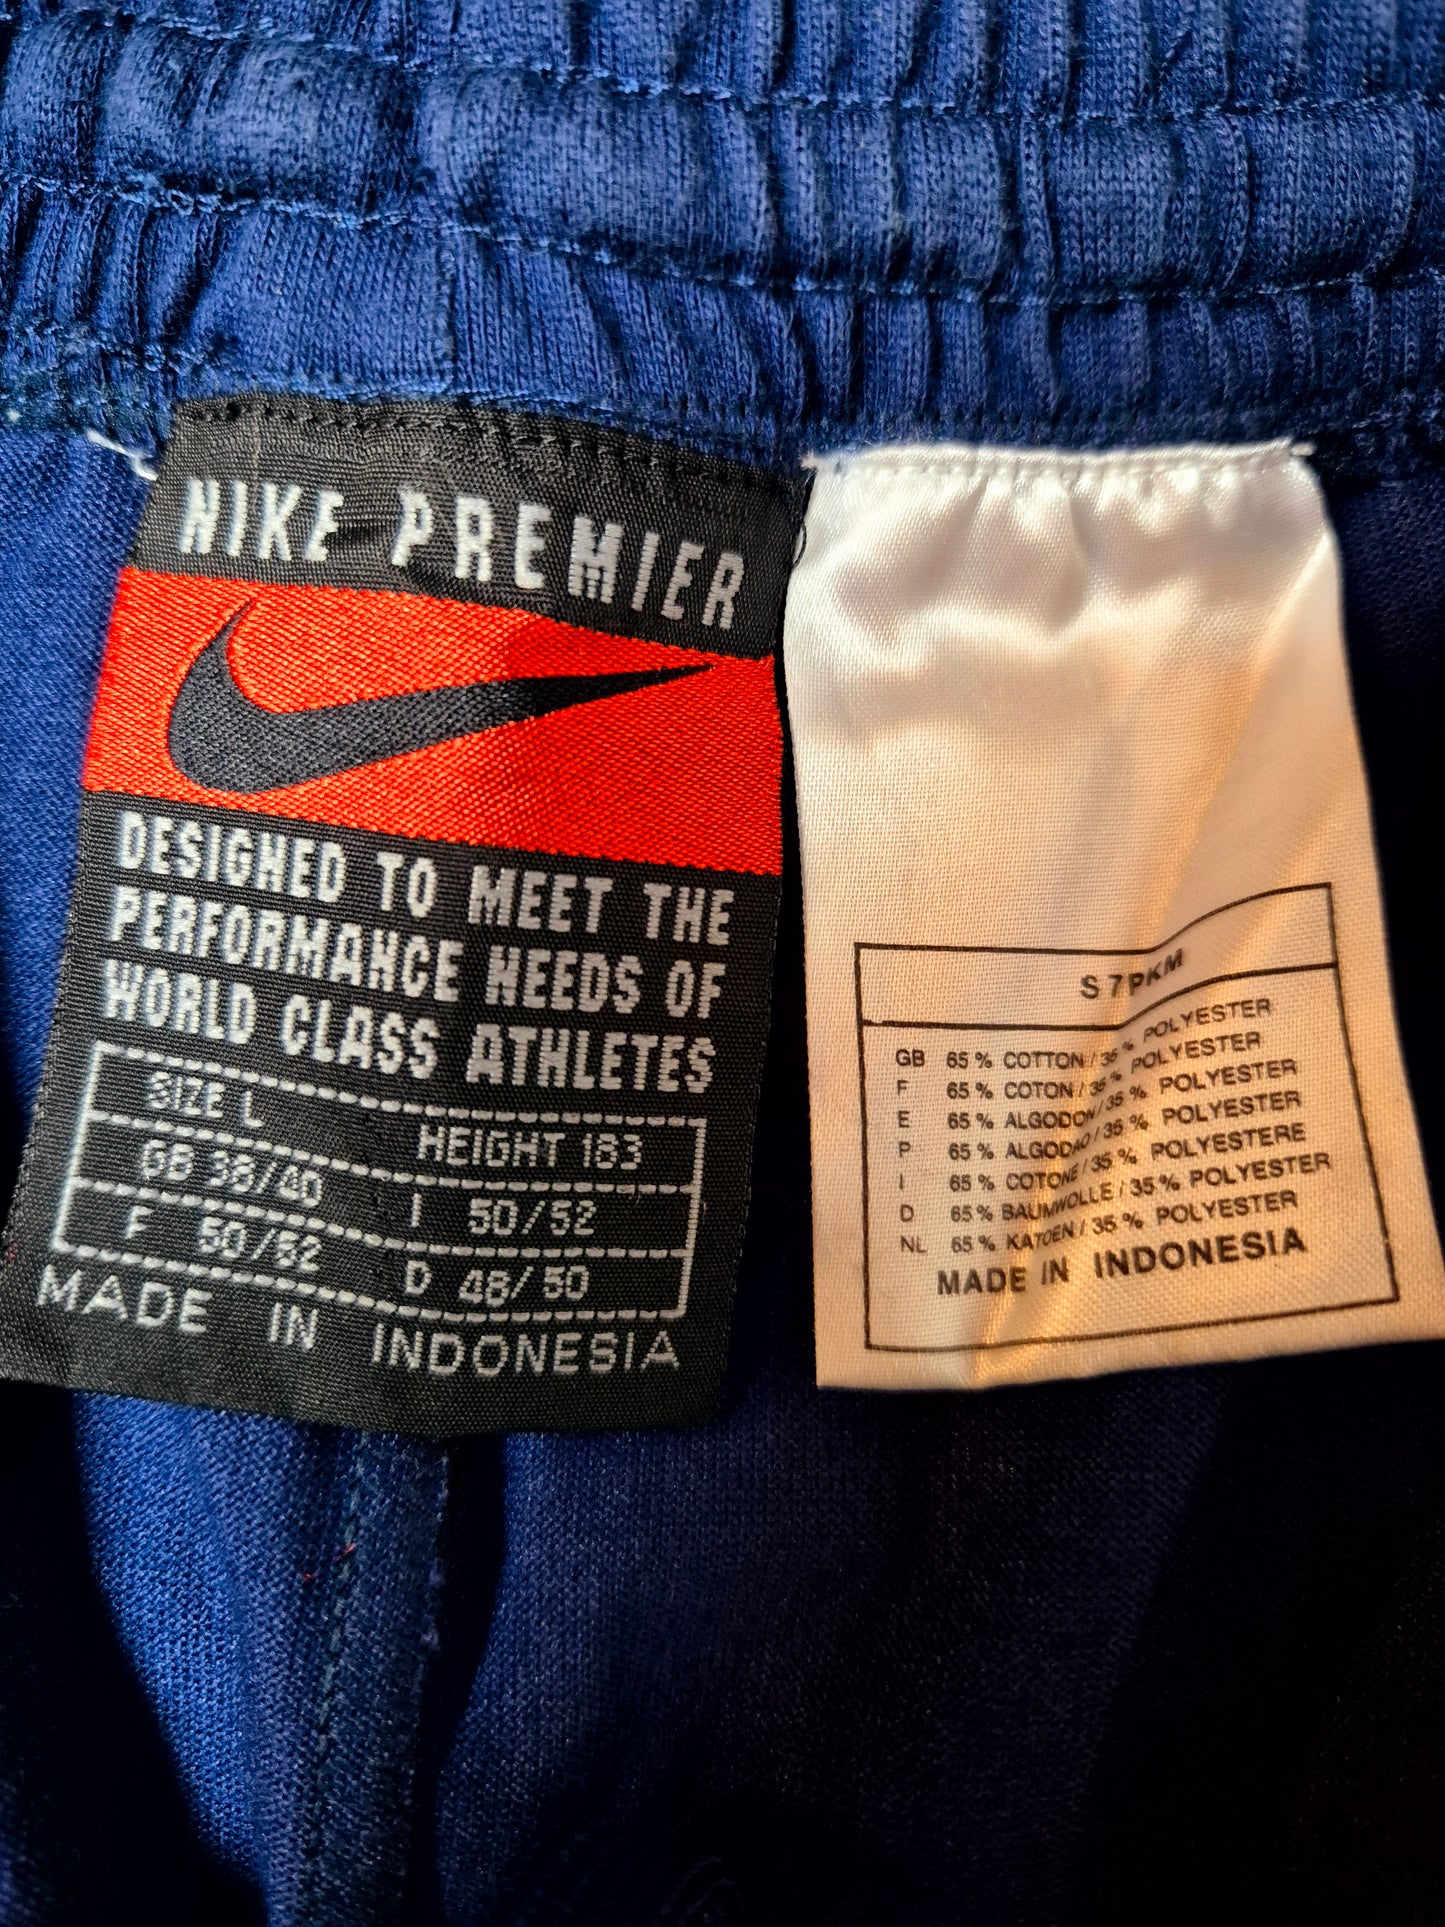 NIKE PREMIER
DESIGNED TO MEET THE
PERFORMANCE NEEDS OF
WORLD CLASS ATHLETES
SIZE L HEIGHT 183
GB 38/40 I 50/52
F 50/52 D 48/50
MADE IN INDONESIA
S7PKM
GB 65% COTTON / 35% POLYESTER
F 65% COTON / 35% POLYESTER
E 65% ALGODON / 35% POLYESTER
P 65% ALGODAO / 35% POLYESTER
I 65% COTONE / 35% POLYESTERE
D 65% BAUMWOLLE / 35% POLYESTER
NL 65% KATOEN / 35% POLYESTER
MADE IN INDONESIA